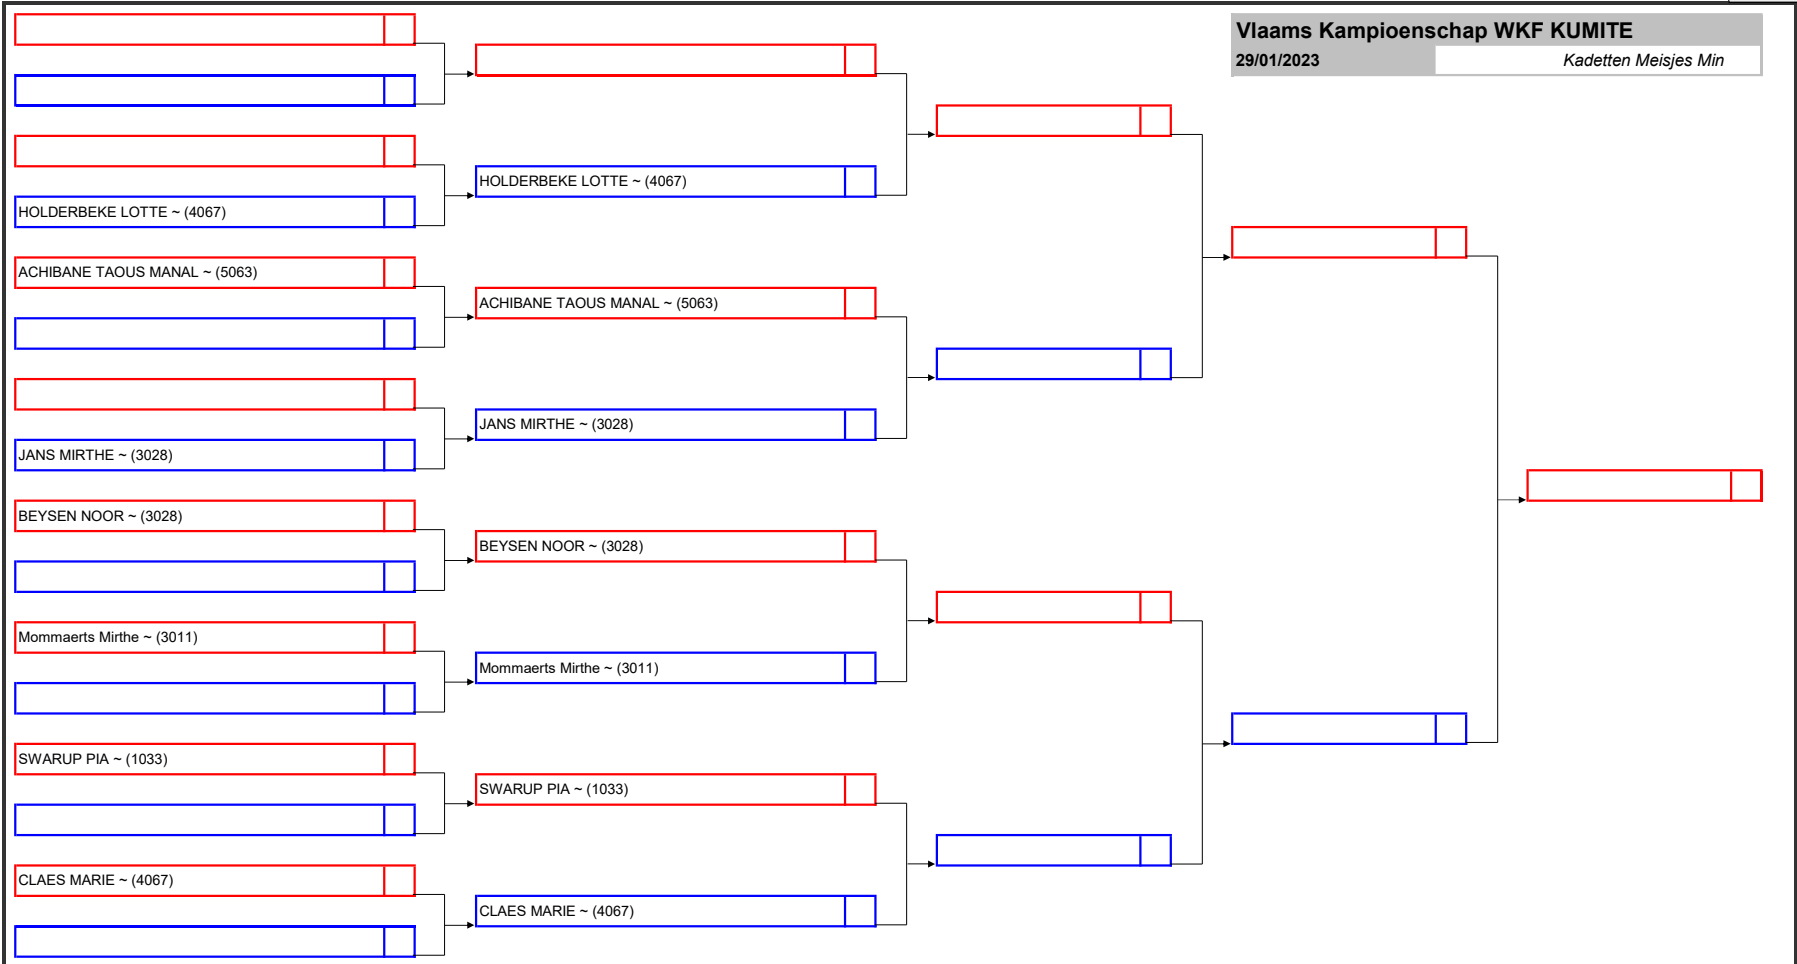 Vlaams Kampioenschap WKF KUMITE
29/01/2023 Kadetten Meisjes Min
HOLDERBEKE LOTTE ~ (4067)
ACHIBANE TAOUS MANAL ~ (5063)
JANS MIRTHE ~ (3028)
BEYSEN NOOR ~ (3028)
Mommaerts Mirthe ~ (3011)
SWARUP PIA ~ (1033)
CLAES MARIE ~ (4067)
HOLDERBEKE LOTTE ~ (4067)
ACHIBANE TAOUS MANAL ~ (5063)
JANS MIRTHE ~ (3028)
BEYSEN NOOR ~ (3028)
Mommaerts Mirthe ~ (3011)
SWARUP PIA ~ (1033)
CLAES MARIE ~ (4067)